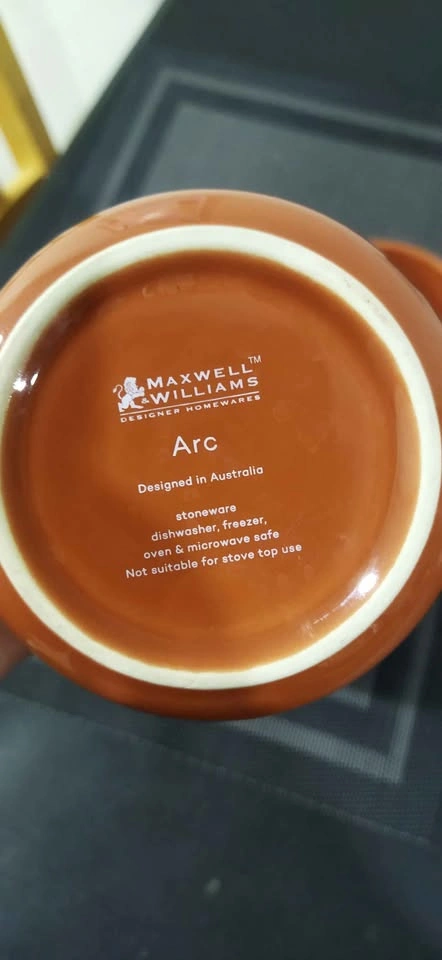 MAXWELL™
& WILLIAMS
DESIGNER HOMEWARES
Arc
Designed in Australia
stoneware
dishwasher, freezer,
oven & microwave safe
Not suitable for stove top use